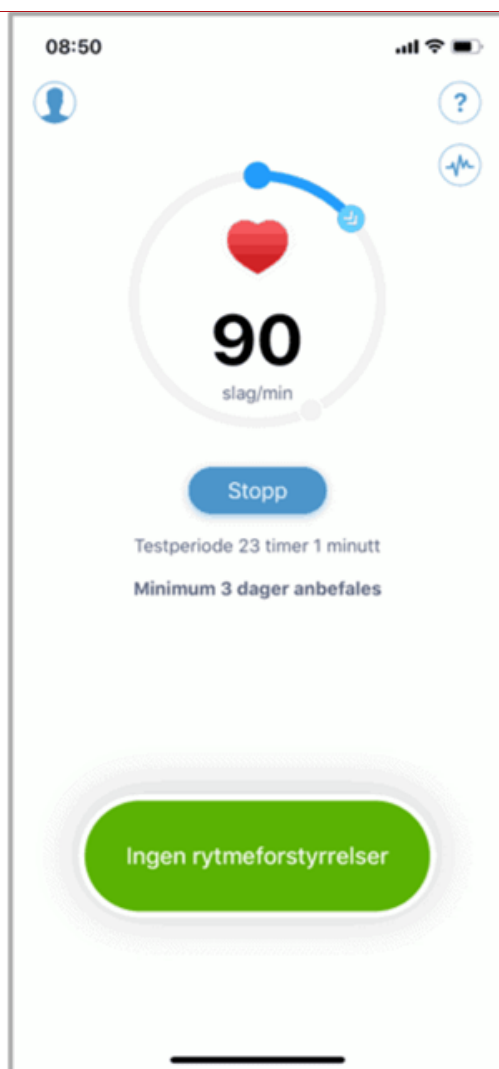 08:50
?
90
slag/min
Stopp
Testperiode 23 timer 1 minutt
Minimum 3 dager anbefales
Ingen rytmeforstyrrelser